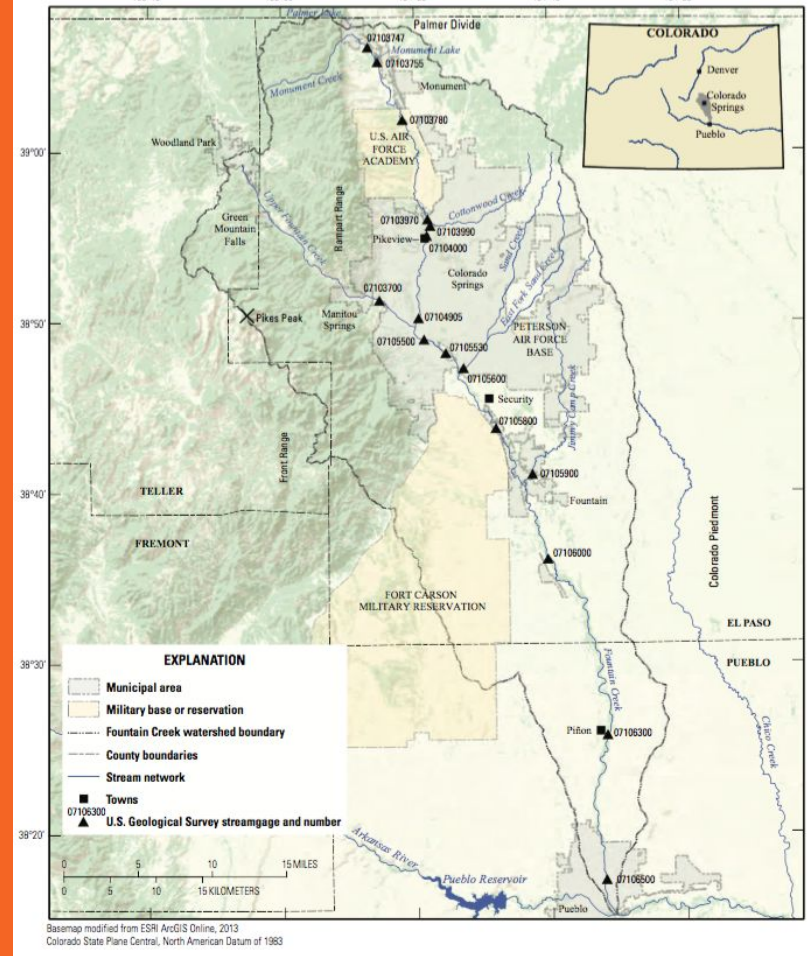 Palmer Lake
Palmer Divide
07103747
Monument Lake
07103755
Monument Creek
Monument
07103780
U.S. AIR
FORCE
ACADEMY
COLORADO
Denver
Colorado
Springs
Pueblo
39°00'
Woodland Park
Rampart Range
Upper Fountain Creek
Green
Mountain
Falls
07103970
Cottonwood Creek
07103990
Pikeview
07104000
Sand Creek
Colorado
Springs
East Fork Sand Creek
07103700
38°50'
Pikes Peak
Manitou
Springs
07104905
PETERSON
AIR FORCE
BASE
07105500
07105530
07105600
Jimmy Camp Creek
Security
07105800
Front Range
38°40'
TELLER
07105900
Fountain
FREMONT
07106000
Colorado Piedmont
FORT CARSON
MILITARY RESERVATION
EL PASO
PUEBLO
38°30'
Fountain Creek
Chico Creek
Piñon
07106300
EXPLANATION
Municipal area
Military base or reservation
Fountain Creek watershed boundary
County boundaries
Stream network
Towns
07106300
U.S. Geological Survey streamgage and number
38°20'
0 5 10 15 MILES
0 5 10 15 KILOMETERS
Arkansas River
Pueblo Reservoir
07106500
Pueblo
Basemap modified from ESRI ArcGIS Online, 2013
Colorado State Plane Central, North American Datum of 1983